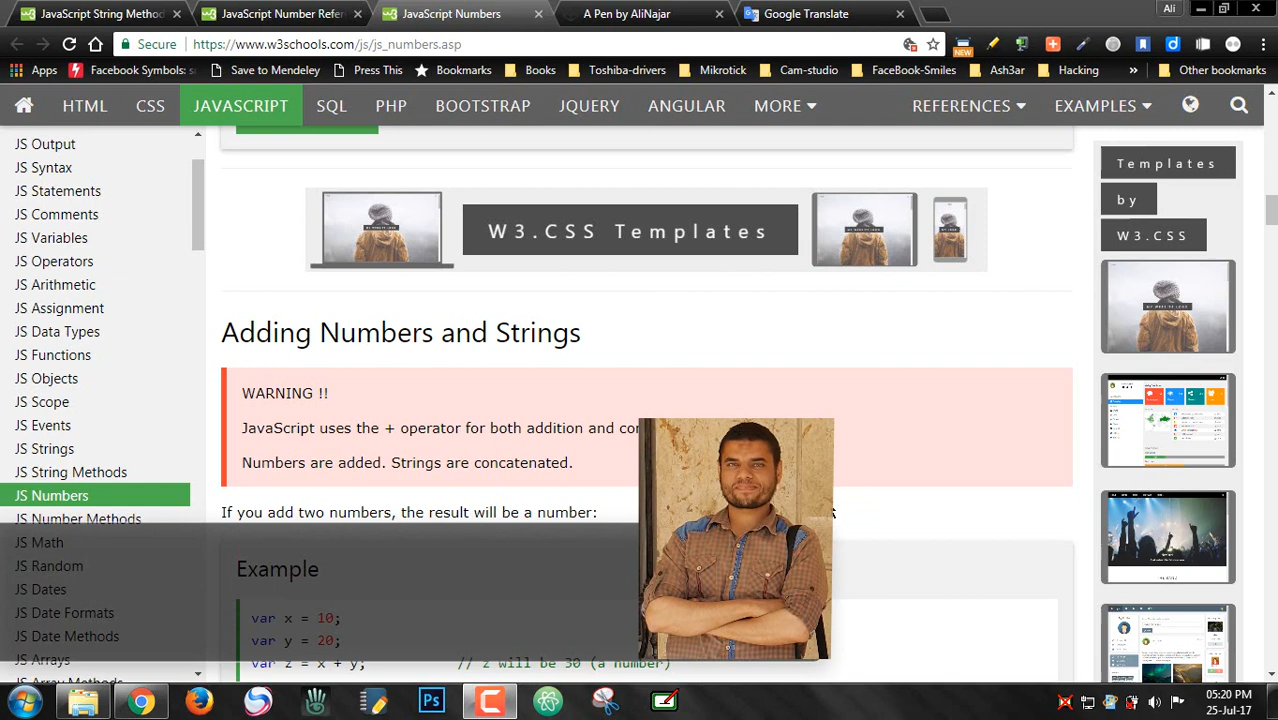 JavaScript String Metho
JavaScript Number Refer
JavaScript Numbers
A Pen by AliNajar
Google Translate
Ali
Secure
https://www.w3schools.com/js/js_numbers.asp
NEW
Apps
Facebook Symbols: s
Save to Mendeley
Press This
Bookmarks
Books
Toshiba-drivers
Mikrotick
Cam-studio
FaceBook-Smiles
Ash3ar
Hacking
»
Other bookmarks
HTML
CSS
JAVASCRIPT
SQL
PHP
BOOTSTRAP
JQUERY
ANGULAR
MORE
REFERENCES
EXAMPLES
JS Output
JS Syntax
JS Statements
JS Comments
JS Variables
JS Operators
JS Arithmetic
JS Assignment
JS Data Types
JS Functions
JS Objects
JS Scope
JS Events
JS Strings
JS String Methods
JS Numbers
JS Number Methods
JS Math
JS Random
JS Dates
JS Date Formats
JS Date Methods
JS Arrays
JS Array Methods
W3.CSS Templates
Adding Numbers and Strings
WARNING !!
JavaScript uses the + operator for both addition and con
Numbers are added. Strings are concatenated.
If you add two numbers, the result will be a number:
Example
var x = 10;
var y = 20;
var z = x + y;
z will be 30 (a number)
Templates
by
W3.CSS
Ps
05:20 PM
25-Jul-17